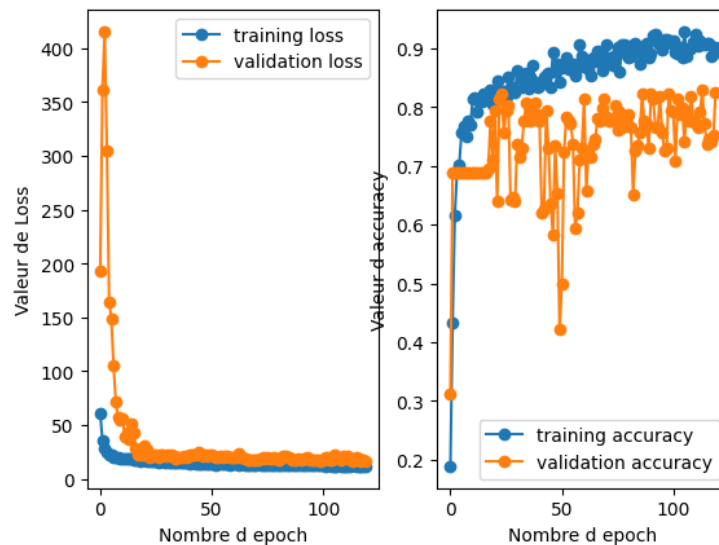 training loss
validation loss
400
350
300
250
200
150
100
50
0
Valeur de Loss
0
50
100
Nombre d epoch
0.9
0.8
0.7
0.6
0.5
0.4
0.3
0.2
Valeur d accuracy
training accuracy
validation accuracy
0
50
100
Nombre d epoch